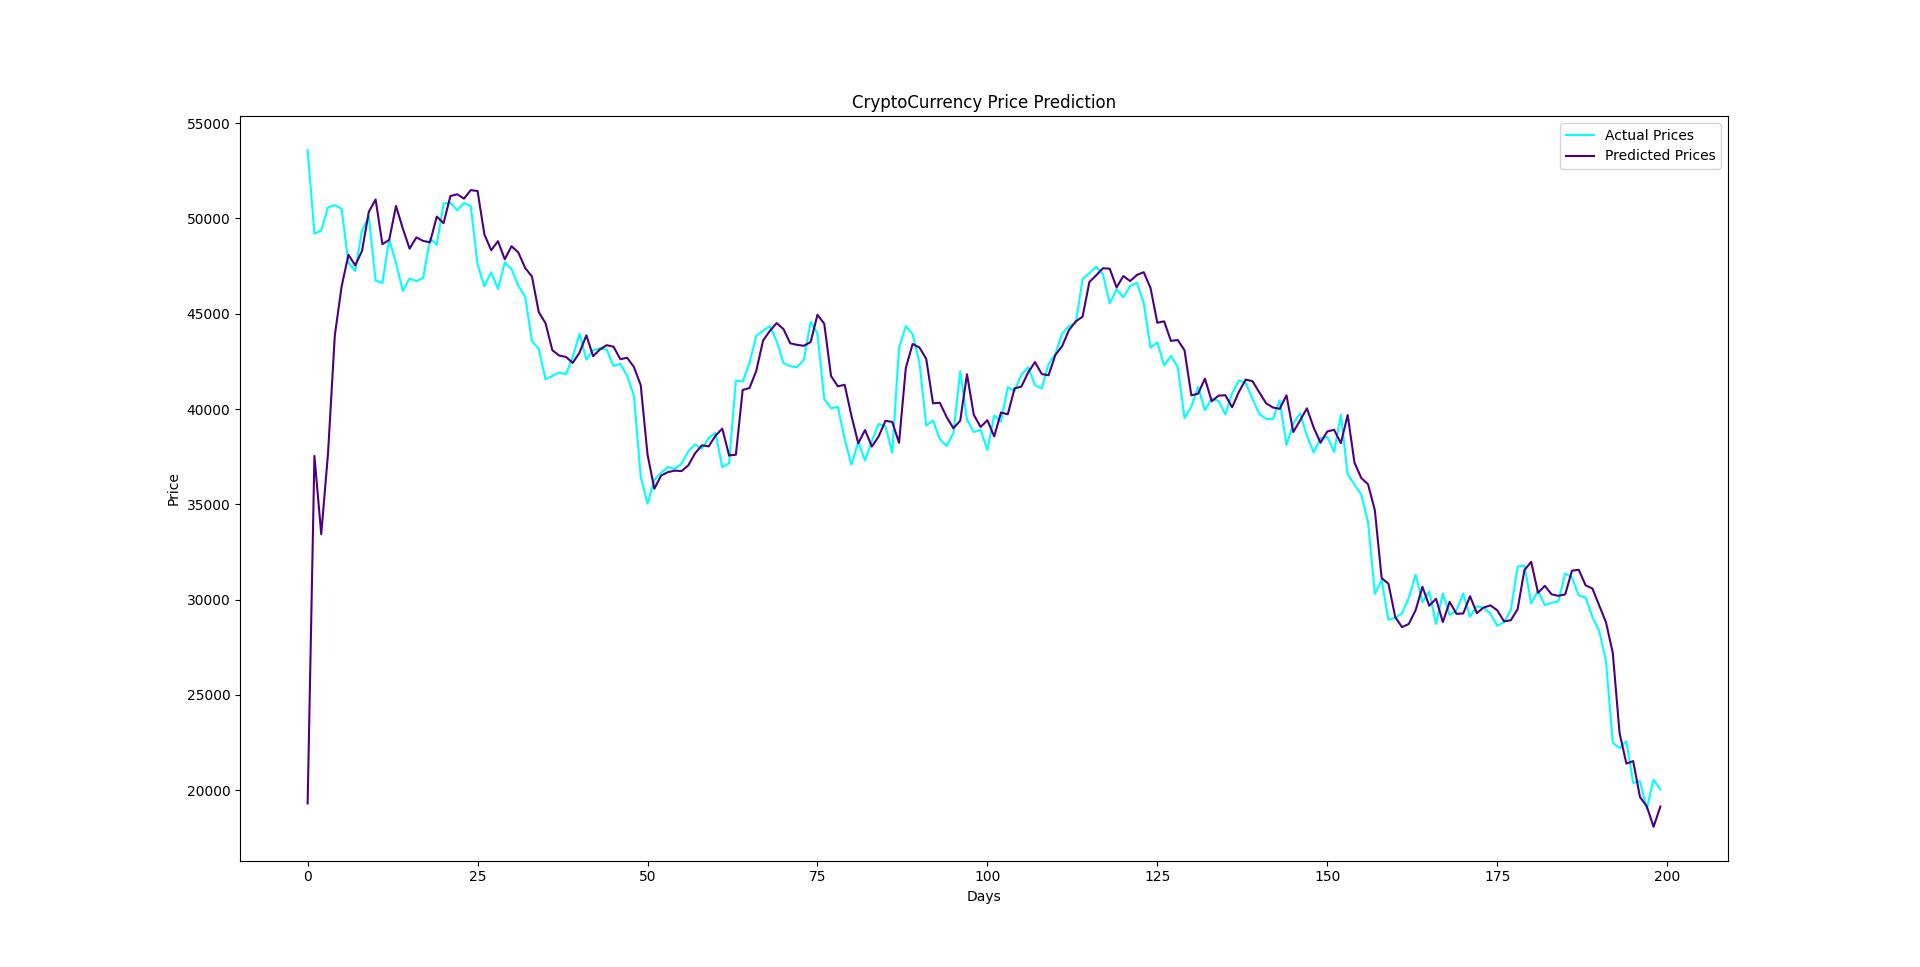 CryptoCurrency Price Prediction
Actual Prices
Predicted Prices
Price
55000
50000
45000
40000
35000
30000
25000
20000
0 25 50 75 100 125 150 175 200
Days